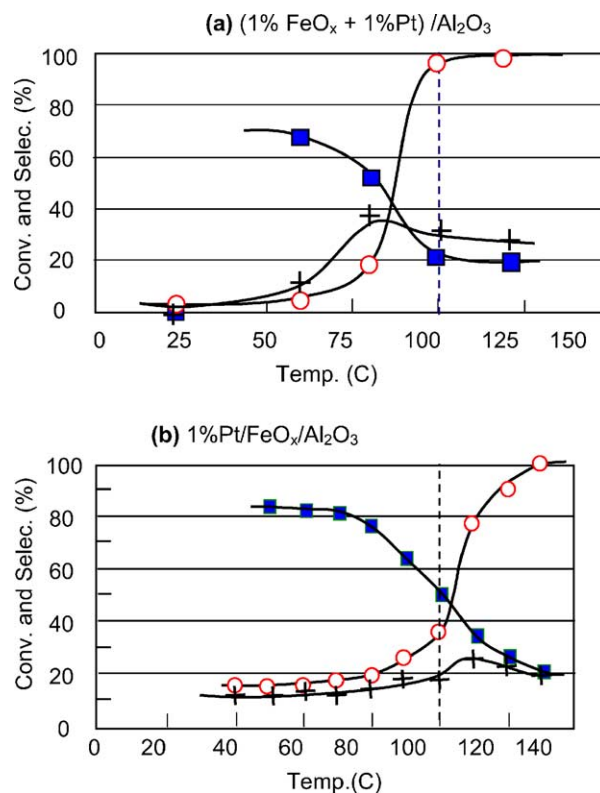 (a) (1% FeOₓ + 1%Pt) /Al₂O₃
Conv. and Selec. (%)
100
80
60
40
20
0
0 25 50 75 100 125 150
Temp. (C)
(b) 1%Pt/FeOₓ/Al₂O₃
Conv. and Selec. (%)
100
80
60
40
20
0
0 20 40 60 80 100 120 140
Temp.(C)